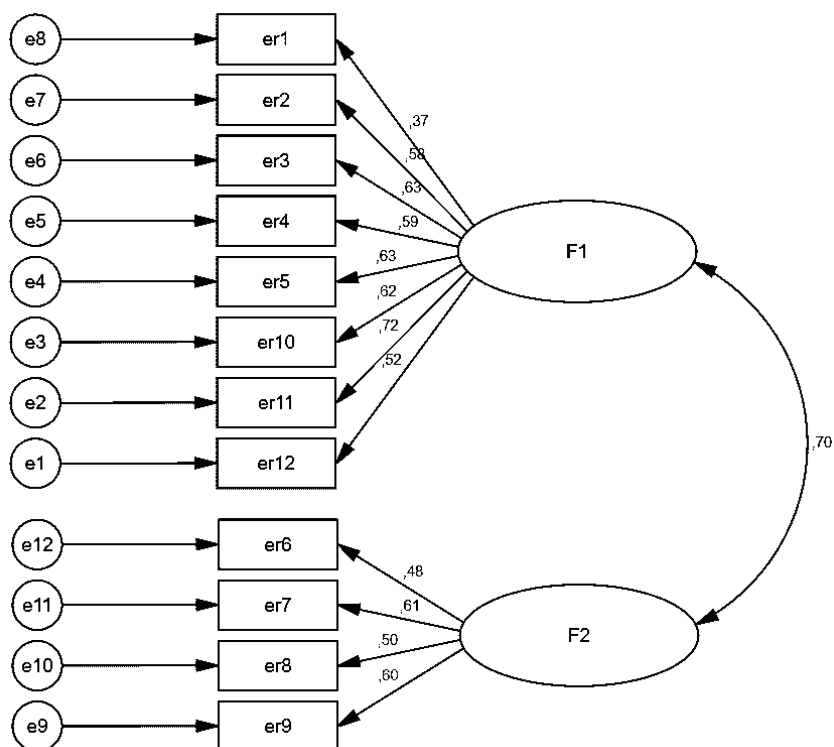 e8 er1
,37
e7 er2
,58
e6 er3
,63
e5 er4
,59
F1
e4 er5
,63
,62
e3 er10
,72
,52
e2 er11
e1 er12
,70
e12 er6
,48
e11 er7
,61
F2
,50
e10 er8
,60
e9 er9